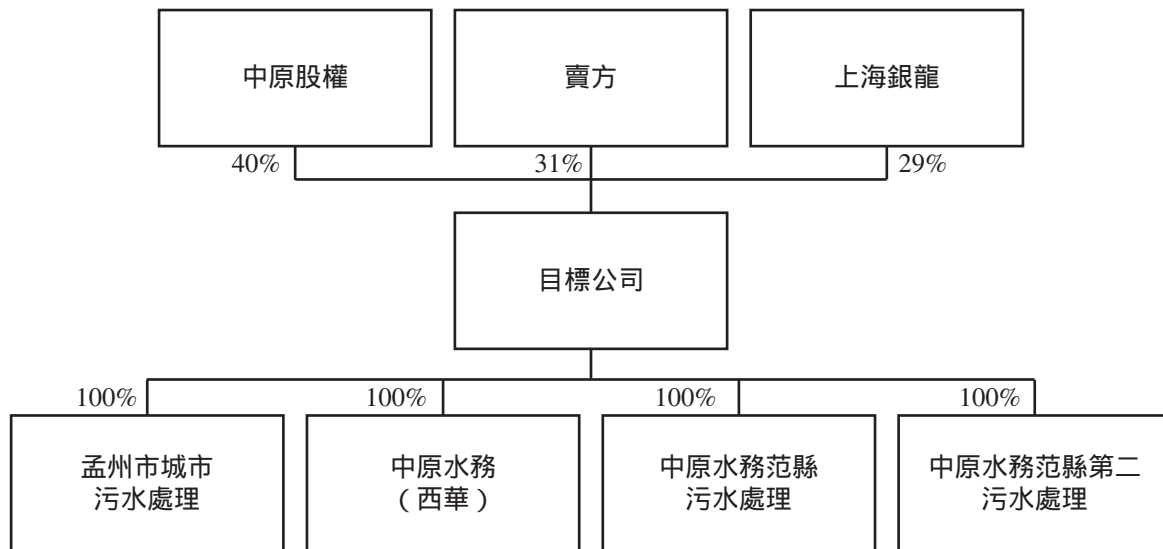 中原股權
賣方
上海銀龍
40%
31%
29%
目標公司
100%
100%
100%
100%
孟州市城市
污水處理
中原水務
（西華）
中原水務范縣
污水處理
中原水務范縣第二
污水處理